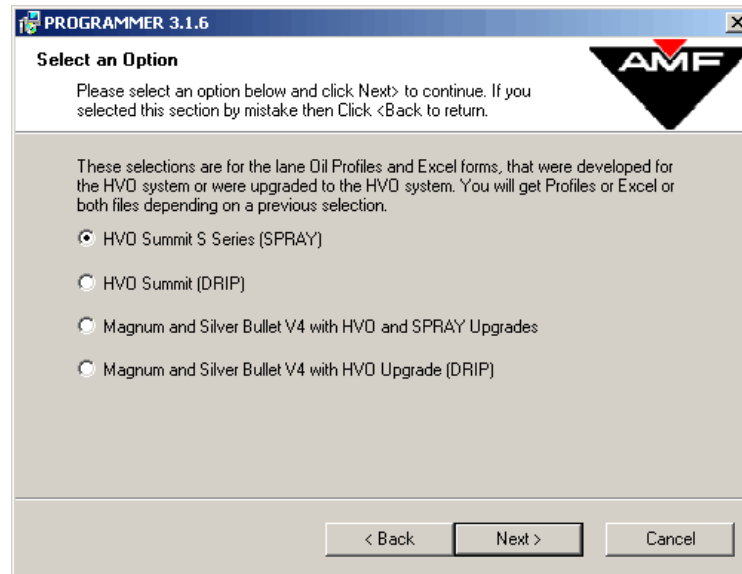 PROGRAMMER 3.1.6
Select an Option
AMF
Please select an option below and click Next> to continue. If you
selected this section by mistake then Click <Back to return.
These selections are for the lane Oil Profiles and Excel forms, that were developed for
the HVO system or were upgraded to the HVO system. You will get Profiles or Excel or
both files depending on a previous selection.
HVO Summit S Series (SPRAY)
HVO Summit (DRIP)
Magnum and Silver Bullet V4 with HVO and SPRAY Upgrades
Magnum and Silver Bullet V4 with HVO Upgrade (DRIP)
< Back
Next >
Cancel